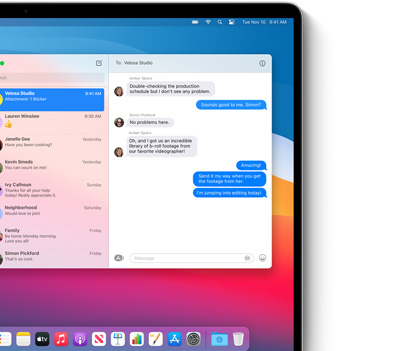 Tue Nov 10 9:41 AM
Velosa Studio
9:41 AM
Attachment: 1 Sticker
Lauren Winslow
9:30 AM
👍
Janelle Gee
Yesterday
Have you been cooking?
Kevin Smeds
Yesterday
You can count on me!
Ivy Calhoun
Sunday
Thanks for all your help
today! Really appreciate it.
Neighborhood
Saturday
Would love to join!
Family
Friday
Be home Monday morning.
Love you all!
Simon Pickford
Friday
That's so cool.
To: Velosa Studio
Amber Spiers
Double-checking the production
schedule but I don't see any problem.
Sounds good to me. Simon?
Simon Pickford
No problems here.
Amber Spiers
Oh, and I got us an incredible
library of b-roll footage from
our favorite videographer!
Amazing!
Send it my way when you get
the footage from her.
I'm jumping into editing today!
iMessage
tv